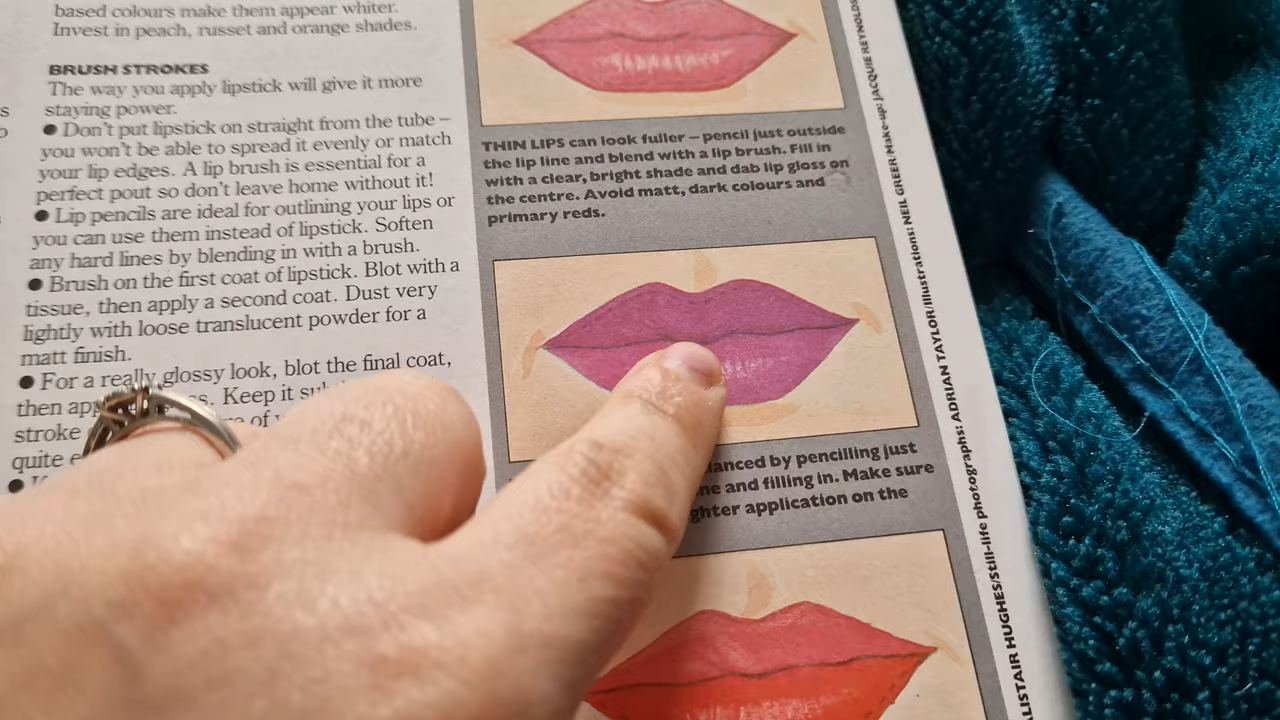 based colours make them appear whiter.
Invest in peach, russet and orange shades.
BRUSH STROKES
The way you apply lipstick will give it more
staying power.
● Don't put lipstick on straight from the tube –
you won't be able to spread it evenly or match
your lip edges. A lip brush is essential for a
perfect pout so don't leave home without it!
● Lip pencils are ideal for outlining your lips or
you can use them instead of lipstick. Soften
any hard lines by blending in with a brush.
● Brush on the first coat of lipstick. Blot with a
tissue, then apply a second coat. Dust very
lightly with loose translucent powder for a
matt finish.
● For a really glossy look, blot the final coat,
then
Keep it
stroke of
quite
THIN LIPS can look fuller – pencil just outside
the lip line and blend with a lip brush. Fill in
with a clear, bright shade and dab lip gloss on
the centre. Avoid matt, dark colours and
primary reds.
by pencilling just
and filling in. Make sure
application on the
ALISTAIR HUGHES/Still-life photographs: ADRIAN TAYLOR/Illustrations: NEIL GREER/Make-up: JACQUIE REYNOLDS